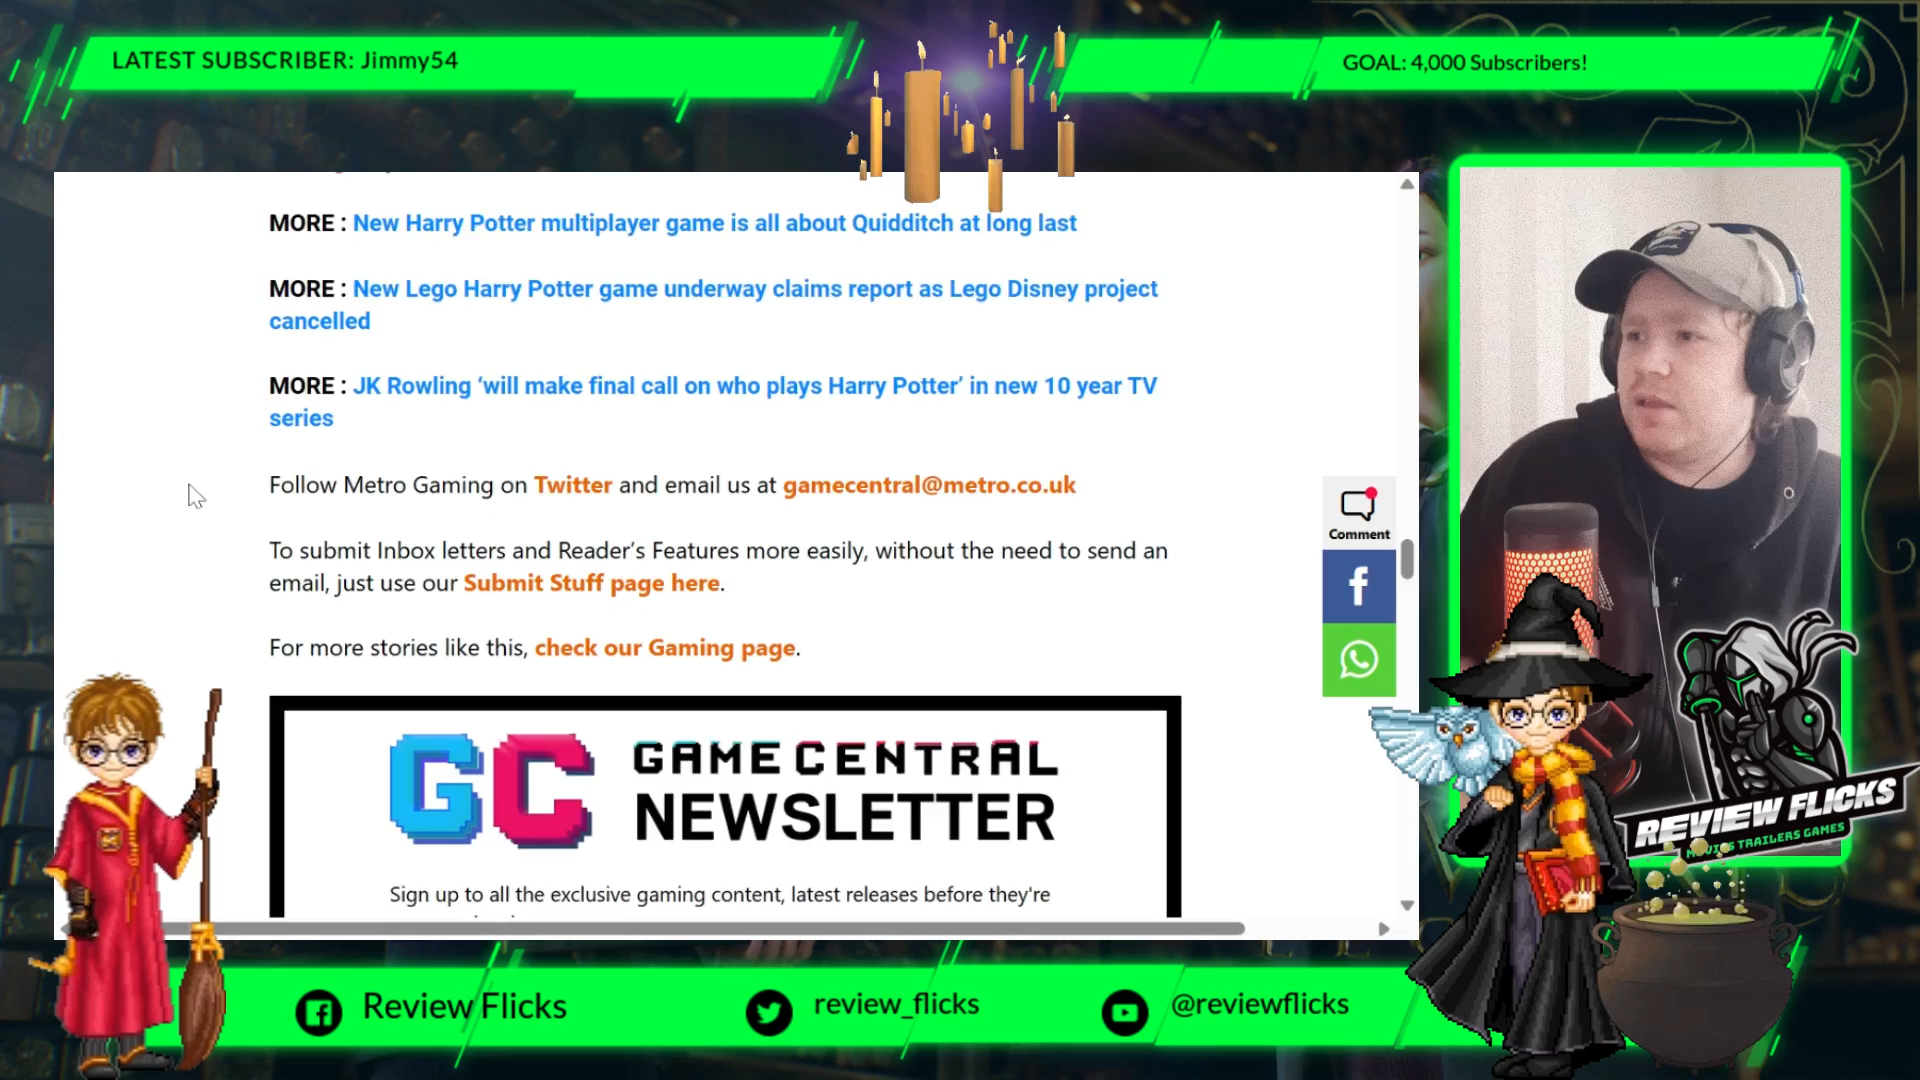 LATEST SUBSCRIBER: Jimmy54
GOAL: 4,000 Subscribers!
MORE : New Harry Potter multiplayer game is all about Quidditch at long last
MORE : New Lego Harry Potter game underway claims report as Lego Disney project
cancelled
MORE : JK Rowling ‘will make final call on who plays Harry Potter’ in new 10 year TV
series
Follow Metro Gaming on Twitter and email us at gamecentral@metro.co.uk
To submit Inbox letters and Reader’s Features more easily, without the need to send an
email, just use our Submit Stuff page here.
For more stories like this, check our Gaming page.
Comment
GC GAME CENTRAL
NEWSLETTER
Sign up to all the exclusive gaming content, latest releases before they're
REVIEW FLICKS
TRAILERS GAMES
Review Flicks
review_flicks
@reviewflicks